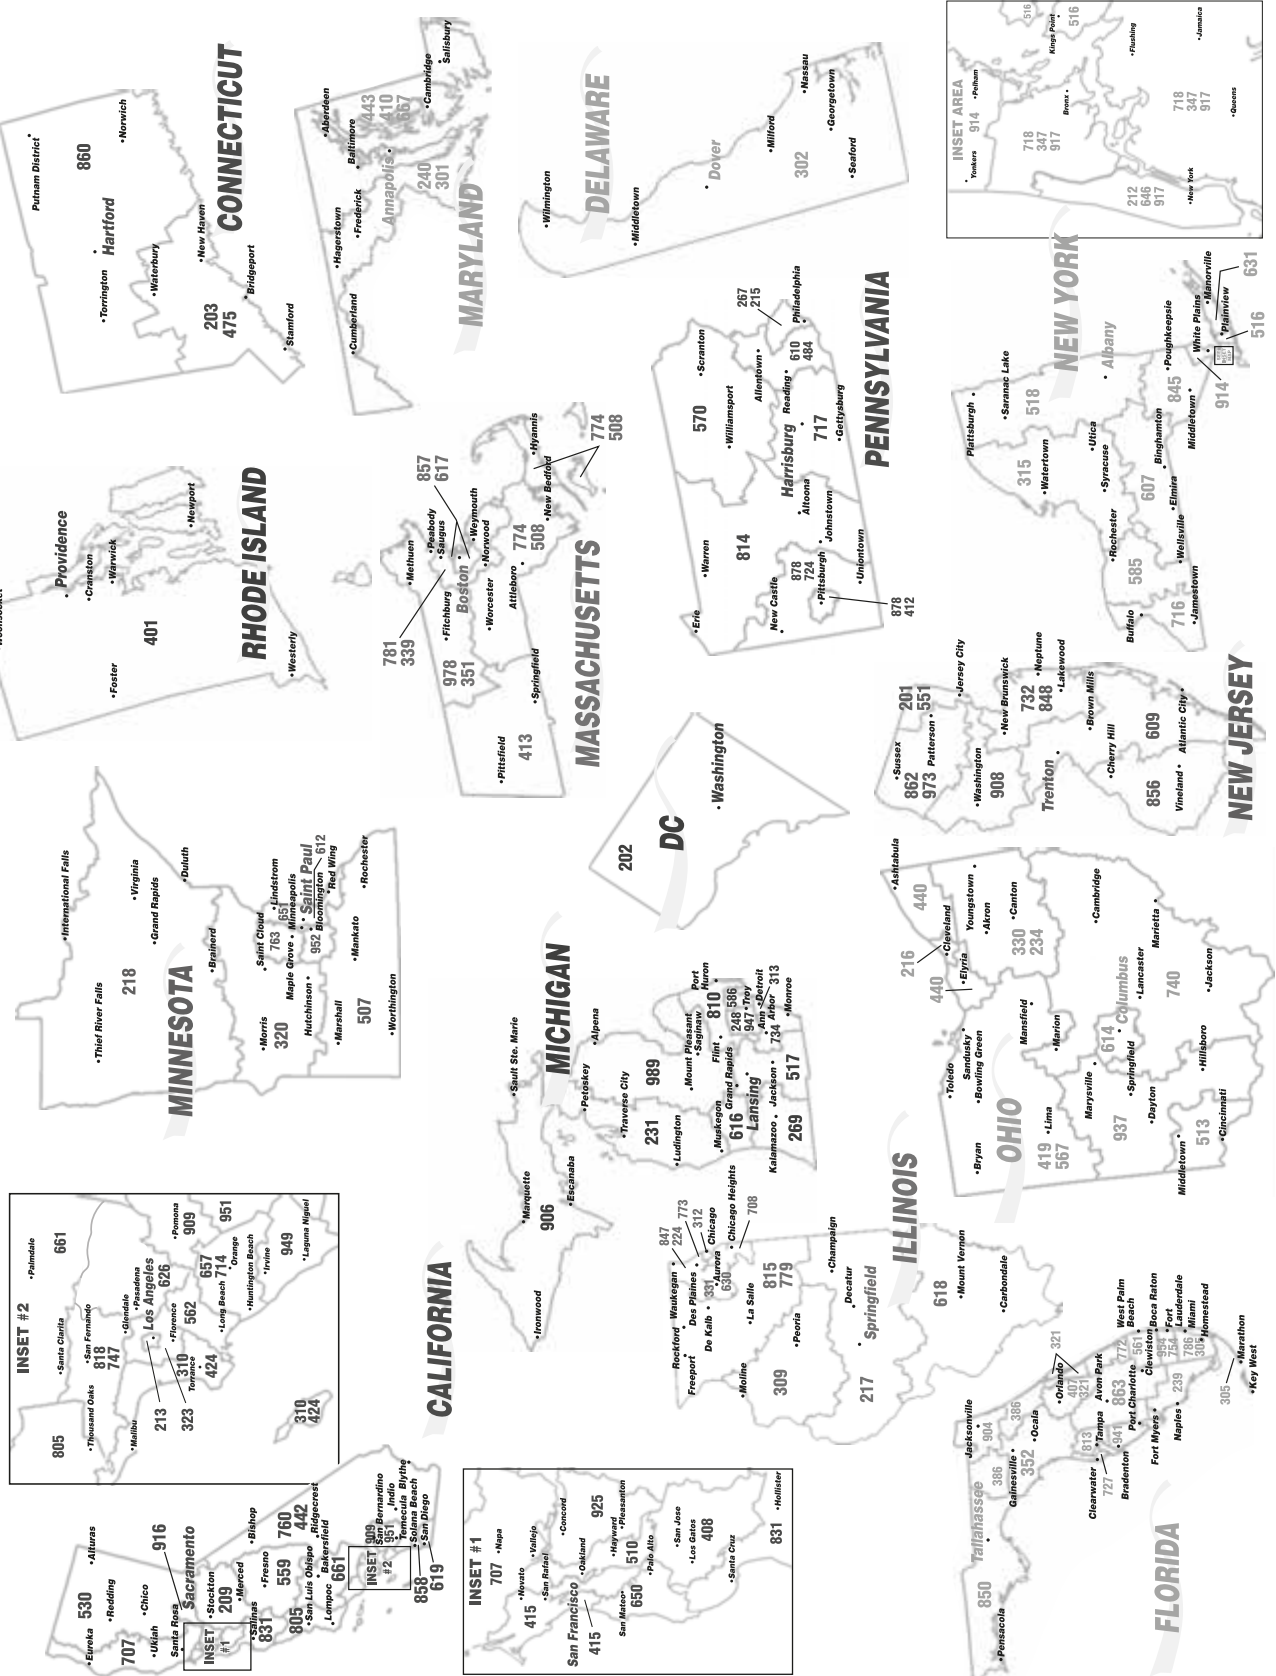 CONNECTICUT
Putnam District
860
Norwich
Hartford
Torrington
Waterbury
New Haven
203
475
Bridgeport
Stamford
MARYLAND
Aberdeen
443
410
667
Cambridge
Salisbury
Baltimore
Annapolis
240
301
Frederick
Hagerstown
Cumberland
DELAWARE
Wilmington
Middletown
Dover
Milford
Nassau
Georgetown
302
Seaford
INSET AREA
914
Pelham
Yonkers
Kings Point
516
516
Flushing
Jamaica
Bronx
718
347
917
718
347
917
Queens
212
646
917
New York
RHODE ISLAND
Providence
Cranston
Warwick
Newport
401
Foster
Westerly
MASSACHUSETTS
857
617
Hyannis
774
508
New Bedford
Methuen
Peabody
Saugus
Weymouth
Norwood
774
508
Boston
Attleboro
Worcester
Fitchburg
781
339
978
351
Springfield
Pittsfield
413
PENNSYLVANIA
267
215
Philadelphia
Scranton
Allentown
610
484
Reading
570
Williamsport
717
Gettysburg
Harrisburg
Altoona
Johnstown
814
Warren
878
724
Pittsburgh
Uniontown
New Castle
Erie
878
412
NEW YORK
631
Manorville
Plainview
516
White Plains
Poughkeepsie
Albany
914
845
Middletown
Saranac Lake
518
Plattsburgh
Utica
Binghamton
Syracuse
315
Watertown
607
Elmira
Rochester
Wellsville
585
Buffalo
716
Jamestown
MINNESOTA
International Falls
Virginia
Duluth
Grand Rapids
218
Thief River Falls
Brainerd
Lindstrom
Saint Cloud
651
763
Minneapolis
Saint Paul
612
Bloomington
Red Wing
Rochester
Maple Grove
952
Mankato
Hutchinson
Morris
320
Marshall
507
Worthington
DC
202
Washington
NEW JERSEY
201
551
Jersey City
Neptune
Lakewood
732
848
New Brunswick
Sussex
862
973
Patterson
Brown Mills
Washington
908
Trenton
Cherry Hill
609
Atlantic City
856
Vineland
MICHIGAN
Sault Ste. Marie
Alpena
Petoskey
989
Traverse City
231
Ludington
Port
Huron
810
Saginaw
Mount Pleasant
Flint
586
248
947
Troy
Detroit
313
Ann
Arbor
734
Monroe
Grand Rapids
Muskegon
616
Lansing
517
Jackson
Kalamazoo
269
Marquette
906
Escanaba
Ironwood
OHIO
Ashtabula
440
216
Cleveland
Youngstown
Akron
Canton
330
234
Cambridge
440
Elyria
Mansfield
Marion
Columbus
Lancaster
Marietta
740
Jackson
Toledo
Sandusky
Bowling Green
614
Springfield
Marysville
Hillsboro
Bryan
419
567
Lima
937
Dayton
513
Middletown
Cincinnati
ILLINOIS
847
224
773
312
Chicago
Chicago Heights
708
Waukegan
Des Plaines
Aurora
331
630
De Kalb
Rockford
Freeport
La Salle
815
779
Champaign
Moline
309
Peoria
Decatur
Springfield
217
618
Mount Vernon
Carbondale
CALIFORNIA
INSET #2
Palmdale
661
Santa Clarita
San Fernando
818
747
Glendale
Pasadena
Los Angeles
626
Pomona
909
951
657
714
Orange
949
Laguna Niguel
Irvine
Huntington Beach
Long Beach
562
Florence
310
Torrance
424
310
424
Thousand Oaks
Malibu
805
213
323
530
Alturas
Redding
Eureka
707
Chico
Ukiah
Santa Rosa
916
Sacramento
Stockton
209
Merced
Bishop
Fresno
559
INSET
#1
Salinas
831
760
442
Ridgecrest
Bakersfield
San Luis Obispo
805
Lompoc
661
INSET
#2
909
San Bernardino
951
Indio
Temecula
Blythe
Solana Beach
San Diego
858
619
INSET #1
707
Napa
Vallejo
Novato
415
San Rafael
Concord
925
Oakland
San Francisco
415
Hayward
Pleasanton
510
San Mateo
650
Palo Alto
San Jose
Los Gatos
408
Santa Cruz
831
Hollister
FLORIDA
Pensacola
850
Tallahassee
Jacksonville
904
386
Gainesville
352
386
Ocala
321
Orlando
407
321
813
Tampa
Clearwater
727
Bradenton
941
Avon Park
863
Port Charlotte
Fort Myers
Naples
239
West Palm
Beach
772
561
Clewiston
Boca Raton
Fort
Lauderdale
954
754
Miami
786
305
Homestead
305
Marathon
Key West